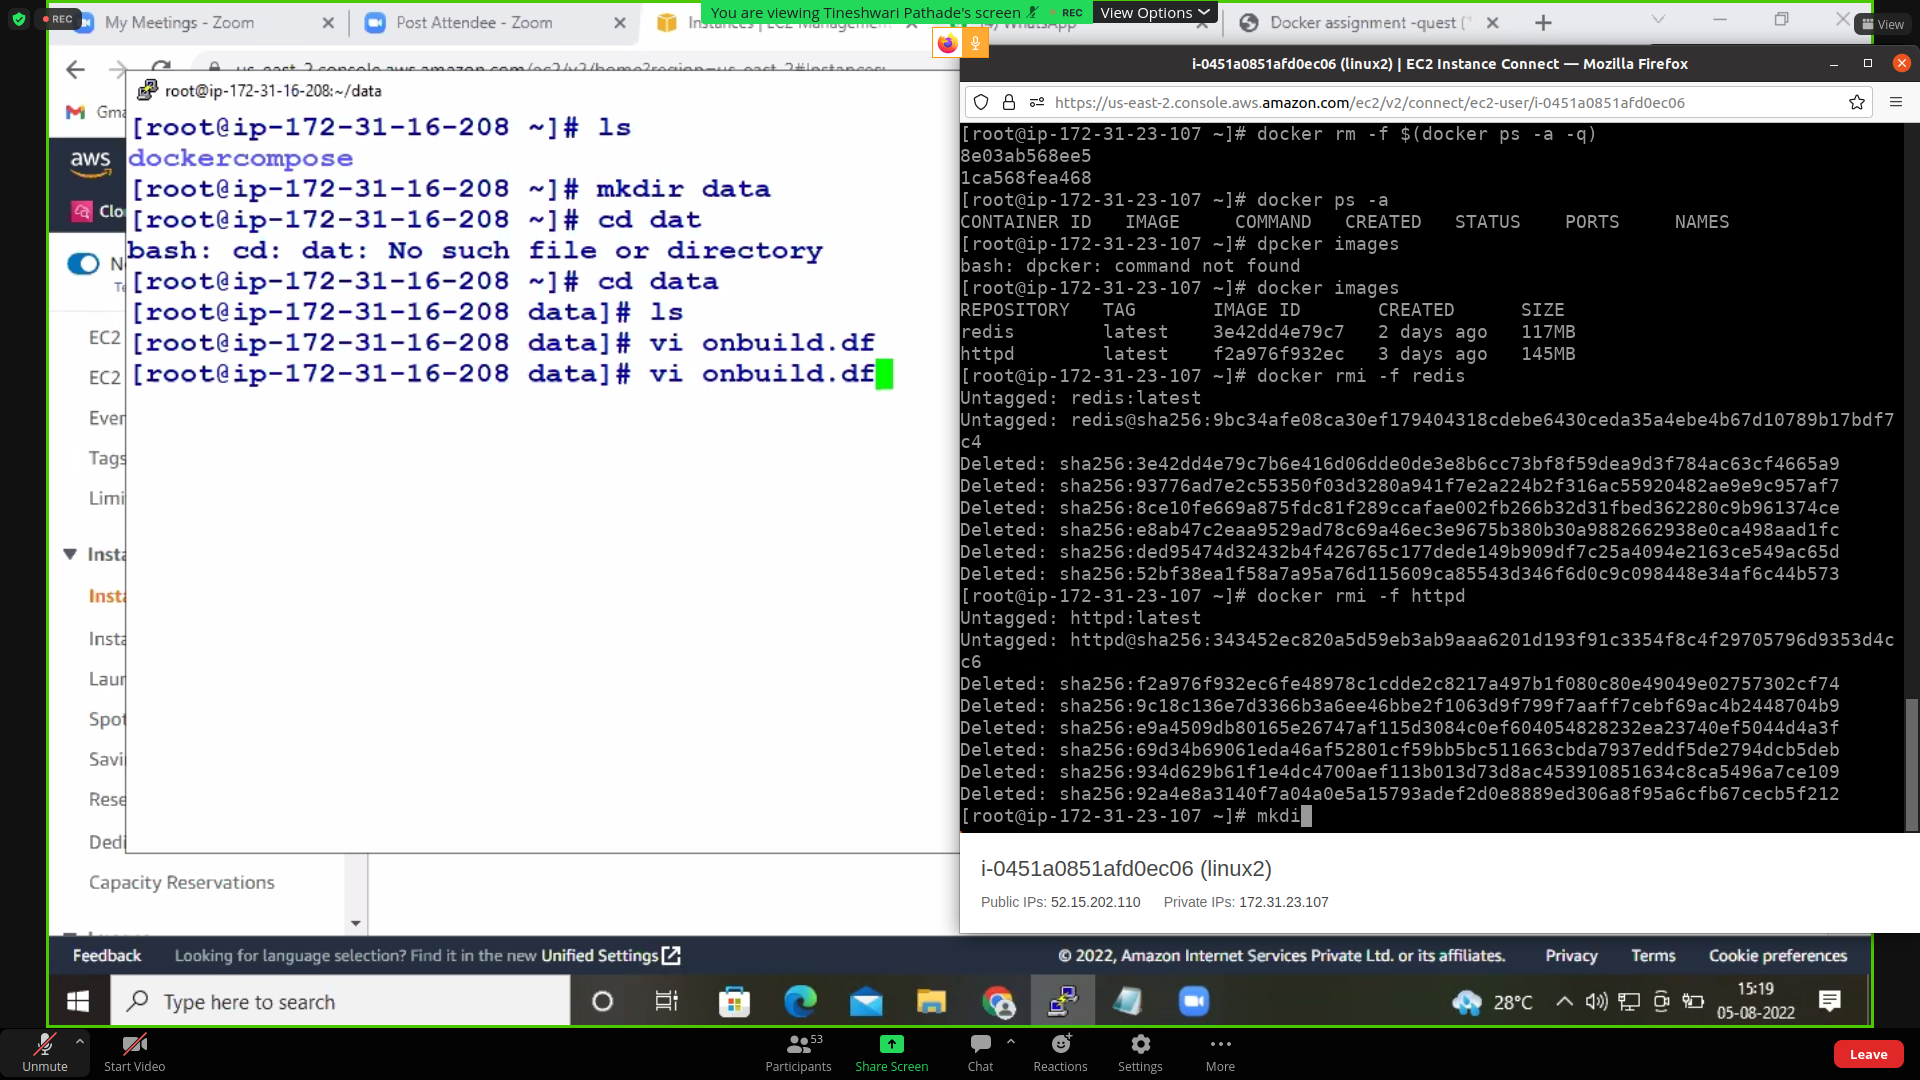 REC
You are viewing Tineshwari Pathade's screen
REC
View Options
View
My Meetings - Zoom
Post Attendee - Zoom
Docker assignment -quest (
Gma
aws
Clo
EC2
EC2
Even
Tags
Limi
Insta
Insta
Insta
Laur
Spot
Savi
Rese
Dedi
Capacity Reservations
root@ip-172-31-16-208:~/data
[root@ip-172-31-16-208 ~]# ls
dockercompose
[root@ip-172-31-16-208 ~]# mkdir data
[root@ip-172-31-16-208 ~]# cd dat
bash: cd: dat: No such file or directory
[root@ip-172-31-16-208 ~]# cd data
[root@ip-172-31-16-208 data]# ls
[root@ip-172-31-16-208 data]# vi onbuild.df
[root@ip-172-31-16-208 data]# vi onbuild.df
i-0451a0851afd0ec06 (linux2) | EC2 Instance Connect — Mozilla Firefox
https://us-east-2.console.aws.amazon.com/ec2/v2/connect/ec2-user/i-0451a0851afd0ec06
[root@ip-172-31-23-107 ~]# docker rm -f $(docker ps -a -q)
8e03ab568ee5
1ca568fea468
[root@ip-172-31-23-107 ~]# docker ps -a
CONTAINER ID   IMAGE     COMMAND   CREATED   STATUS    PORTS     NAMES
[root@ip-172-31-23-107 ~]# dpcker images
bash: dpcker: command not found
[root@ip-172-31-23-107 ~]# docker images
REPOSITORY   TAG       IMAGE ID       CREATED      SIZE
redis        latest    3e42dd4e79c7   2 days ago   117MB
httpd        latest    f2a976f932ec   3 days ago   145MB
[root@ip-172-31-23-107 ~]# docker rmi -f redis
Untagged: redis:latest
Untagged: redis@sha256:9bc34afe08ca30ef179404318cdebe6430ceda35a4ebe4b67d10789b17bdf7
c4
Deleted: sha256:3e42dd4e79c7b6e416d06dde0de3e8b6cc73bf8f59dea9d3f784ac63cf4665a9
Deleted: sha256:93776ad7e2c55350f03d3280a941f7e2a224b2f316ac55920482ae9e9c957af7
Deleted: sha256:8ce10fe669a875fdc81f289ccafae002fb266b32d31fbed362280c9b961374ce
Deleted: sha256:e8ab47c2eaa9529ad78c69a46ec3e9675b380b30a9882662938e0ca498aad1fc
Deleted: sha256:ded95474d32432b4f426765c177dede149b909df7c25a4094e2163ce549ac65d
Deleted: sha256:52bf38ea1f58a7a95a76d115609ca85543d346f6d0c9c098448e34af6c44b573
[root@ip-172-31-23-107 ~]# docker rmi -f httpd
Untagged: httpd:latest
Untagged: httpd@sha256:343452ec820a5d59eb3ab9aaa6201d193f91c3354f8c4f29705796d9353d4c
c6
Deleted: sha256:f2a976f932ec6fe48978c1cdde2c8217a497b1f080c80e49049e02757302cf74
Deleted: sha256:9c18c136e7d3366b3a6ee46bbe2f1063d9f799f7aaff7cebf69ac4b2448704b9
Deleted: sha256:e9a4509db80165e26747af115d3084c0ef604054828232ea23740ef5044d4a3f
Deleted: sha256:69d34b69061eda46af52801cf59bb5bc511663cbda7937eddf5de2794dcb5deb
Deleted: sha256:934d629b61f1e4dc4700aef113b013d73d8ac453910851634c8ca5496a7ce109
Deleted: sha256:92a4e8a3140f7a04a0e5a15793adef2d0e8889ed306a8f95a6cfb67cecb5f212
[root@ip-172-31-23-107 ~]# mkdi
i-0451a0851afd0ec06 (linux2)
Public IPs: 52.15.202.110   Private IPs: 172.31.23.107
Feedback   Looking for language selection? Find it in the new Unified Settings   © 2022, Amazon Internet Services Private Ltd. or its affiliates.   Privacy   Terms   Cookie preferences
Type here to search
28°C
15:19
05-08-2022
Unmute
Start Video
Participants
53
Share Screen
Chat
Reactions
Settings
More
Leave